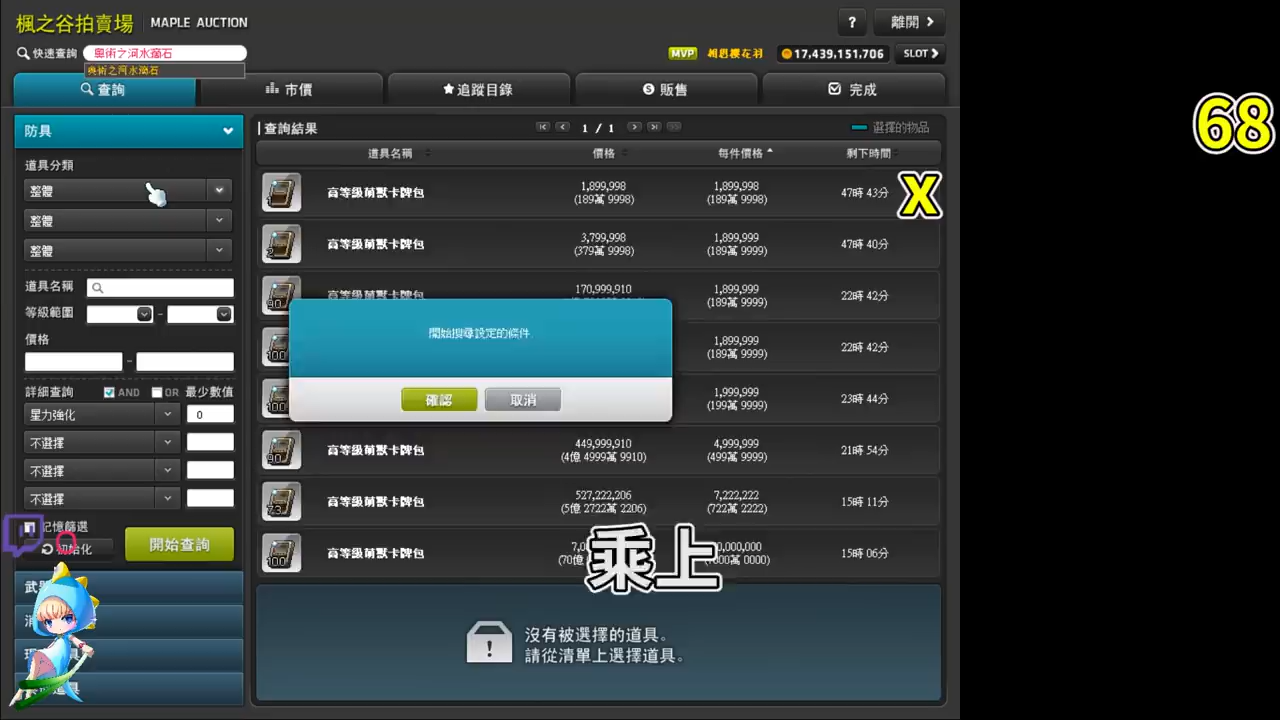 楓之谷拍賣場 MAPLE AUCTION
? 離開
快速查詢 奧術之河水滴石
奧術之河水滴石
MVP 17,439,151,706 SLOT
查詢 市價 追蹤目錄 販售 完成
防具
道具分類
整體
整體
整體
道具名稱
等級範圍 -
價格
-
詳細查詢 AND OR 最少數值
星力強化 0
不選擇
不選擇
不選擇
記憶篩選
初始化 開始查詢
查詢結果 1 / 1 選擇的物品
道具名稱 價格 每件價格 剩下時間
高等級萌獸卡牌包 1,899,998 (189萬 9998) 1,899,998 (189萬 9998) 47時 43分
2 高等級萌獸卡牌包 3,799,998 (379萬 9998) 1,899,999 (189萬 9999) 47時 40分
90 高等級萌獸卡牌包 170,999,910 1,899,999 (189萬 9999) 22時 42分
100 1,899,999 (189萬 9999) 22時 42分
100 1,999,999 (199萬 9999) 23時 44分
90 高等級萌獸卡牌包 449,999,910 (4億 4999萬 9910) 4,999,999 (499萬 9999) 21時 54分
73 高等級萌獸卡牌包 527,222,206 (5億 2722萬 2206) 7,222,222 (722萬 2222) 15時 11分
100 高等級萌獸卡牌包 15時 06分
開始搜尋設定的條件
確認 取消
沒有被選擇的道具。
請從清單上選擇道具。
68
X
乘上